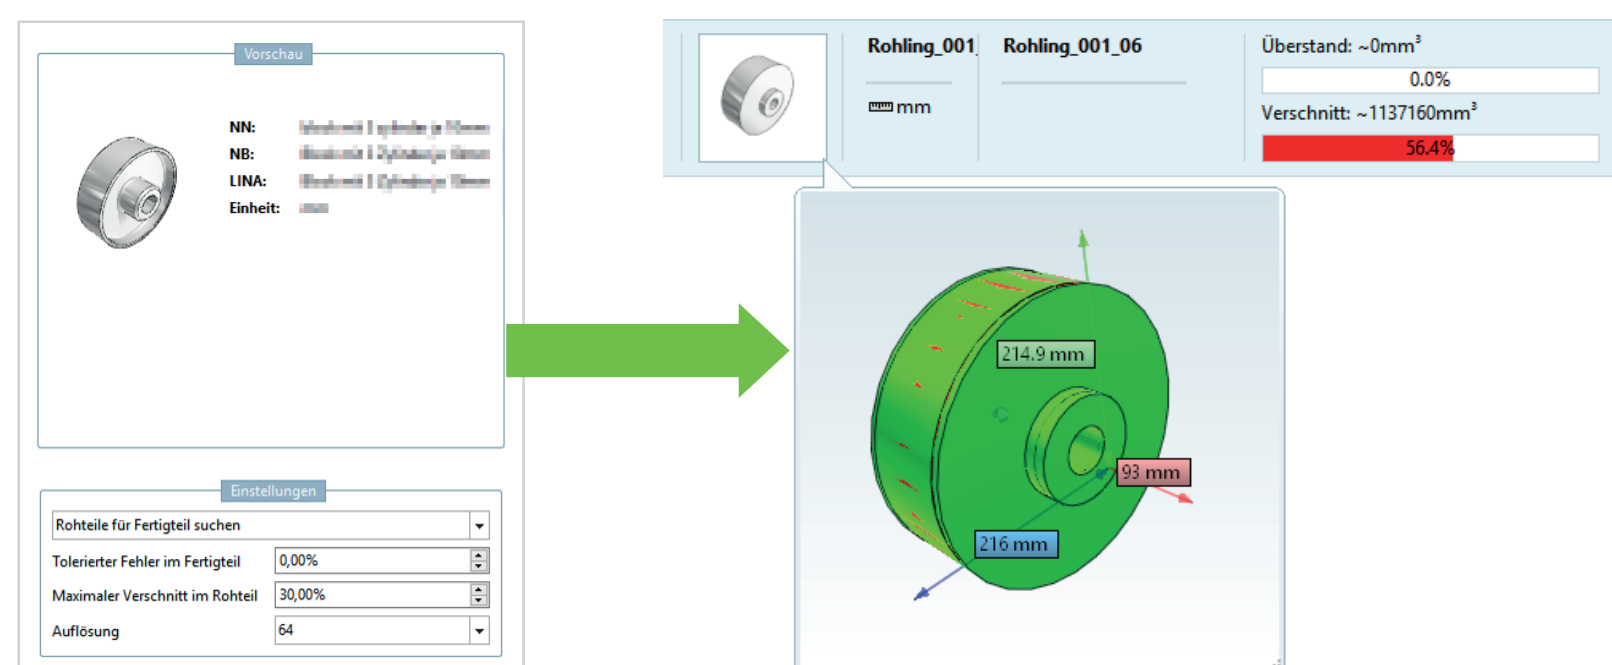 Vorschau
NN:
NB:
LINA:
Einheit:
Einstellungen
Rohteile für Fertigteil suchen
Tolerierter Fehler im Fertigteil 0,00%
Maximaler Verschnitt im Rohteil 30,00%
Auflösung 64
Rohling_001_ Rohling_001_06
mm
Überstand: ~0mm³
0.0%
Verschnitt: ~1137160mm³
56.4%
214.9 mm
93 mm
216 mm